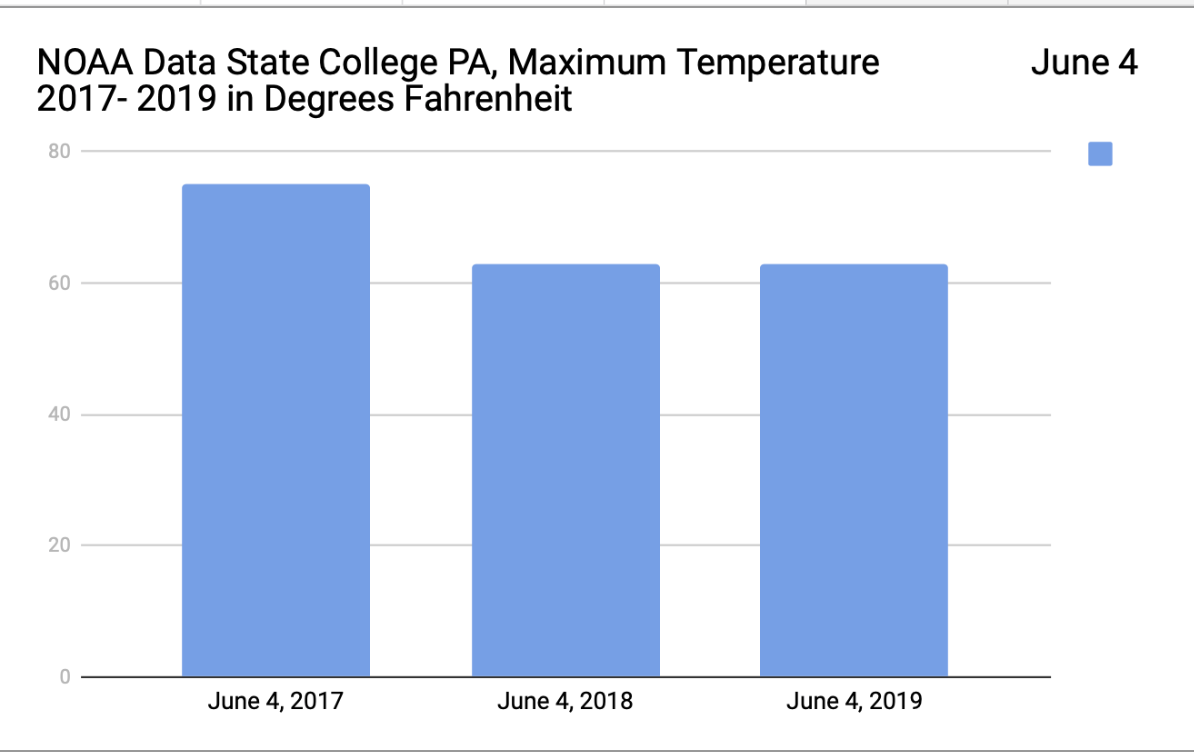 NOAA Data State College PA, Maximum Temperature
2017- 2019 in Degrees Fahrenheit
June 4
80
60
40
20
0
June 4, 2017
June 4, 2018
June 4, 2019